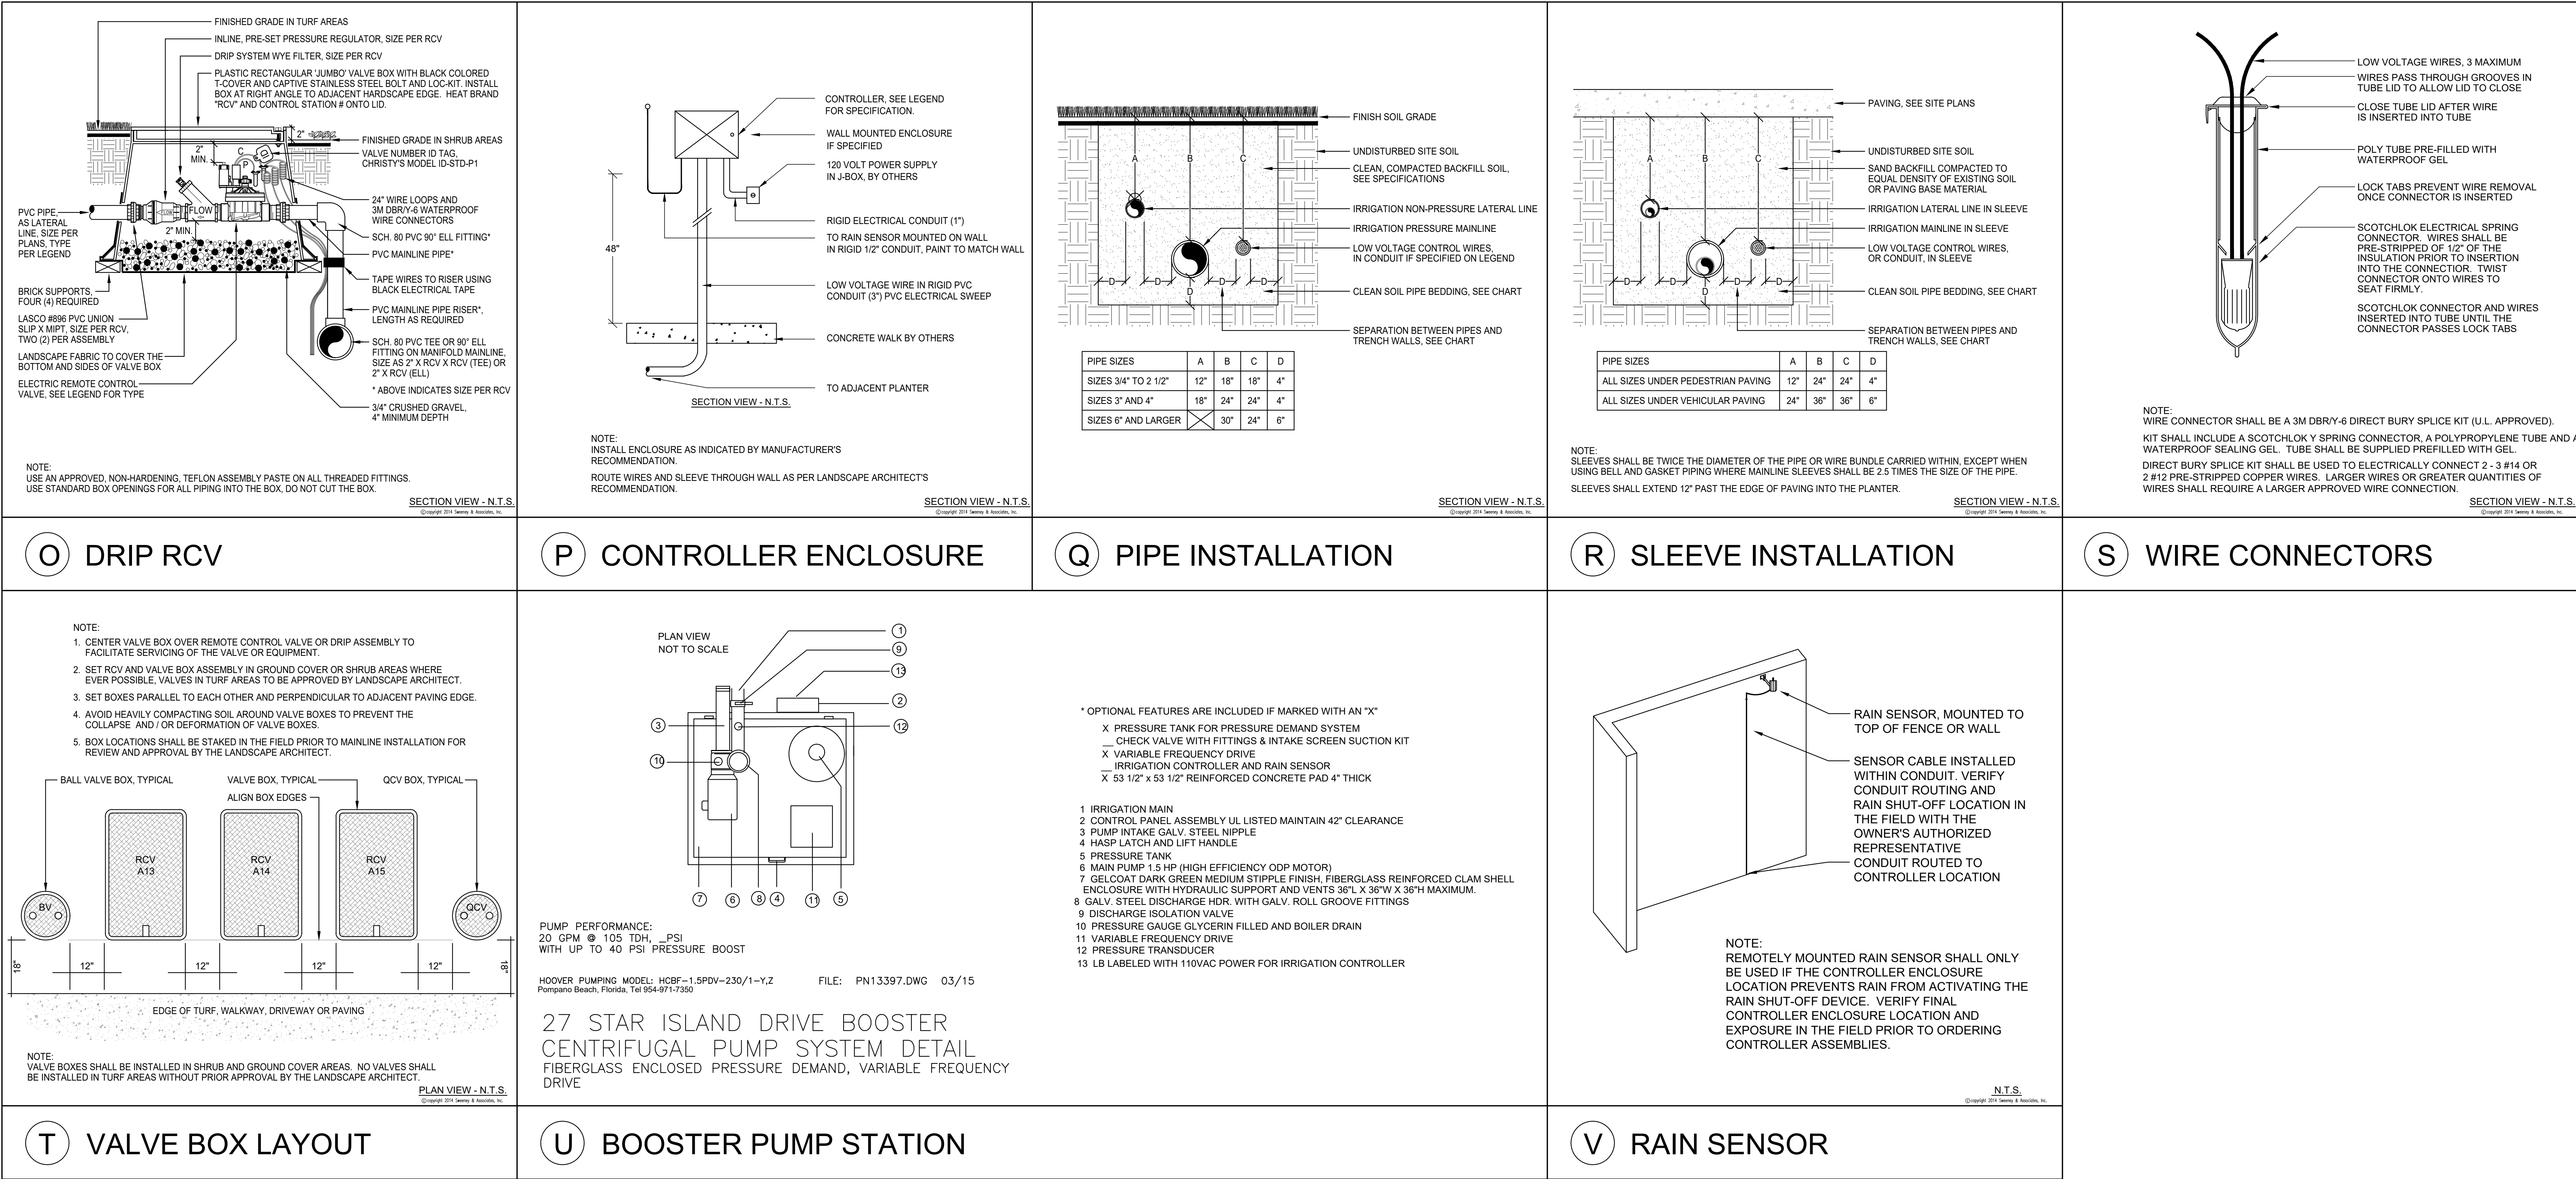 FINISHED GRADE IN TURF AREAS
INLINE, PRE-SET PRESSURE REGULATOR, SIZE PER RCV
DRIP SYSTEM WYE FILTER, SIZE PER RCV
PLASTIC RECTANGULAR 'JUMBO' VALVE BOX WITH BLACK COLORED
T-COVER AND CAPTIVE STAINLESS STEEL BOLT AND LOC-KIT. INSTALL
BOX AT RIGHT ANGLE TO ADJACENT HARDSCAPE EDGE. HEAT BRAND
"RCV" AND CONTROL STATION # ONTO LID.
2"
FINISHED GRADE IN SHRUB AREAS
2"
MIN.
C
P
VALVE NUMBER ID TAG,
CHRISTY'S MODEL ID-STD-P1
24" WIRE LOOPS AND
3M DBR/Y-6 WATERPROOF
WIRE CONNECTORS
PVC PIPE,
AS LATERAL
LINE, SIZE PER
PLANS, TYPE
PER LEGEND
FLOW
FLOW
2" MIN.
SCH. 80 PVC 90° ELL FITTING*
PVC MAINLINE PIPE*
TAPE WIRES TO RISER USING
BLACK ELECTRICAL TAPE
BRICK SUPPORTS,
FOUR (4) REQUIRED
PVC MAINLINE PIPE RISER*,
LENGTH AS REQUIRED
LASCO #896 PVC UNION
SLIP X MIPT, SIZE PER RCV,
TWO (2) PER ASSEMBLY
SCH. 80 PVC TEE OR 90° ELL
FITTING ON MANIFOLD MAINLINE,
SIZE AS 2" X RCV X RCV (TEE) OR
2" X RCV (ELL)
LANDSCAPE FABRIC TO COVER THE
BOTTOM AND SIDES OF VALVE BOX
ELECTRIC REMOTE CONTROL
VALVE, SEE LEGEND FOR TYPE
* ABOVE INDICATES SIZE PER RCV
3/4" CRUSHED GRAVEL,
4" MINIMUM DEPTH
NOTE:
USE AN APPROVED, NON-HARDENING, TEFLON ASSEMBLY PASTE ON ALL THREADED FITTINGS.
USE STANDARD BOX OPENINGS FOR ALL PIPING INTO THE BOX, DO NOT CUT THE BOX.
SECTION VIEW - N.T.S.
©copyright 2014 Sweeney & Associates, Inc.
O DRIP RCV
CONTROLLER, SEE LEGEND
FOR SPECIFICATION.
WALL MOUNTED ENCLOSURE
IF SPECIFIED
120 VOLT POWER SUPPLY
IN J-BOX, BY OTHERS
RIGID ELECTRICAL CONDUIT (1")
TO RAIN SENSOR MOUNTED ON WALL
IN RIGID 1/2" CONDUIT, PAINT TO MATCH WALL
48"
LOW VOLTAGE WIRE IN RIGID PVC
CONDUIT (3") PVC ELECTRICAL SWEEP
CONCRETE WALK BY OTHERS
TO ADJACENT PLANTER
SECTION VIEW - N.T.S.
NOTE:
INSTALL ENCLOSURE AS INDICATED BY MANUFACTURER'S
RECOMMENDATION.
ROUTE WIRES AND SLEEVE THROUGH WALL AS PER LANDSCAPE ARCHITECT'S
RECOMMENDATION.
SECTION VIEW - N.T.S.
©copyright 2014 Sweeney & Associates, Inc.
P CONTROLLER ENCLOSURE
FINISH SOIL GRADE
UNDISTURBED SITE SOIL
CLEAN, COMPACTED BACKFILL SOIL,
SEE SPECIFICATIONS
IRRIGATION NON-PRESSURE LATERAL LINE
IRRIGATION PRESSURE MAINLINE
LOW VOLTAGE CONTROL WIRES,
IN CONDUIT IF SPECIFIED ON LEGEND
CLEAN SOIL PIPE BEDDING, SEE CHART
SEPARATION BETWEEN PIPES AND
TRENCH WALLS, SEE CHART
A B C
D D D D
D
PIPE SIZES A B C D
SIZES 3/4" TO 2 1/2" 12" 18" 18" 4"
SIZES 3" AND 4" 18" 24" 24" 4"
SIZES 6" AND LARGER 30" 24" 6"
SECTION VIEW - N.T.S.
©copyright 2014 Sweeney & Associates, Inc.
Q PIPE INSTALLATION
PAVING, SEE SITE PLANS
UNDISTURBED SITE SOIL
SAND BACKFILL COMPACTED TO
EQUAL DENSITY OF EXISTING SOIL
OR PAVING BASE MATERIAL
IRRIGATION LATERAL LINE IN SLEEVE
IRRIGATION MAINLINE IN SLEEVE
LOW VOLTAGE CONTROL WIRES,
OR CONDUIT, IN SLEEVE
CLEAN SOIL PIPE BEDDING, SEE CHART
SEPARATION BETWEEN PIPES AND
TRENCH WALLS, SEE CHART
A B C
D D D D
D
PIPE SIZES A B C D
ALL SIZES UNDER PEDESTRIAN PAVING 12" 24" 24" 4"
ALL SIZES UNDER VEHICULAR PAVING 24" 36" 36" 6"
NOTE:
SLEEVES SHALL BE TWICE THE DIAMETER OF THE PIPE OR WIRE BUNDLE CARRIED WITHIN, EXCEPT WHEN
USING BELL AND GASKET PIPING WHERE MAINLINE SLEEVES SHALL BE 2.5 TIMES THE SIZE OF THE PIPE.
SLEEVES SHALL EXTEND 12" PAST THE EDGE OF PAVING INTO THE PLANTER.
SECTION VIEW - N.T.S.
©copyright 2014 Sweeney & Associates, Inc.
R SLEEVE INSTALLATION
LOW VOLTAGE WIRES, 3 MAXIMUM
WIRES PASS THROUGH GROOVES IN
TUBE LID TO ALLOW LID TO CLOSE
CLOSE TUBE LID AFTER WIRE
IS INSERTED INTO TUBE
POLY TUBE PRE-FILLED WITH
WATERPROOF GEL
LOCK TABS PREVENT WIRE REMOVAL
ONCE CONNECTOR IS INSERTED
SCOTCHLOK ELECTRICAL SPRING
CONNECTOR. WIRES SHALL BE
PRE-STRIPPED OF 1/2" OF THE
INSULATION PRIOR TO INSERTION
INTO THE CONNECTIOR. TWIST
CONNECTOR ONTO WIRES TO
SEAT FIRMLY.
SCOTCHLOK CONNECTOR AND WIRES
INSERTED INTO TUBE UNTIL THE
CONNECTOR PASSES LOCK TABS
NOTE:
WIRE CONNECTOR SHALL BE A 3M DBR/Y-6 DIRECT BURY SPLICE KIT (U.L. APPROVED).
KIT SHALL INCLUDE A SCOTCHLOK Y SPRING CONNECTOR, A POLYPROPYLENE TUBE AND A
WATERPROOF SEALING GEL. TUBE SHALL BE SUPPLIED PREFILLED WITH GEL.
DIRECT BURY SPLICE KIT SHALL BE USED TO ELECTRICALLY CONNECT 2 - 3 #14 OR
2 #12 PRE-STRIPPED COPPER WIRES. LARGER WIRES OR GREATER QUANTITIES OF
WIRES SHALL REQUIRE A LARGER APPROVED WIRE CONNECTION.
SECTION VIEW - N.T.S.
©copyright 2014 Sweeney & Associates, Inc.
S WIRE CONNECTORS
NOTE:
1. CENTER VALVE BOX OVER REMOTE CONTROL VALVE OR DRIP ASSEMBLY TO
FACILITATE SERVICING OF THE VALVE OR EQUIPMENT.
2. SET RCV AND VALVE BOX ASSEMBLY IN GROUND COVER OR SHRUB AREAS WHERE
EVER POSSIBLE, VALVES IN TURF AREAS TO BE APPROVED BY LANDSCAPE ARCHITECT.
3. SET BOXES PARALLEL TO EACH OTHER AND PERPENDICULAR TO ADJACENT PAVING EDGE.
4. AVOID HEAVILY COMPACTING SOIL AROUND VALVE BOXES TO PREVENT THE
COLLAPSE AND / OR DEFORMATION OF VALVE BOXES.
5. BOX LOCATIONS SHALL BE STAKED IN THE FIELD PRIOR TO MAINLINE INSTALLATION FOR
REVIEW AND APPROVAL BY THE LANDSCAPE ARCHITECT.
BALL VALVE BOX, TYPICAL
VALVE BOX, TYPICAL
QCV BOX, TYPICAL
ALIGN BOX EDGES
RCV
A13
RCV
A14
RCV
A15
BV
QCV
18" 12" 12" 12" 12" 18"
EDGE OF TURF, WALKWAY, DRIVEWAY OR PAVING
NOTE:
VALVE BOXES SHALL BE INSTALLED IN SHRUB AND GROUND COVER AREAS. NO VALVES SHALL
BE INSTALLED IN TURF AREAS WITHOUT PRIOR APPROVAL BY THE LANDSCAPE ARCHITECT.
PLAN VIEW - N.T.S.
©copyright 2014 Sweeney & Associates, Inc.
T VALVE BOX LAYOUT
PLAN VIEW
NOT TO SCALE
1
9
13
2
3
12
10
7 6 8 4 11 5
PUMP PERFORMANCE:
20 GPM @ 105 TDH, _PSI
WITH UP TO 40 PSI PRESSURE BOOST
HOOVER PUMPING MODEL: HCBF-1.5PDV-230/1-Y,Z FILE: PN13397.DWG 03/15
Pompano Beach, Florida, Tel 954-971-7350
27 STAR ISLAND DRIVE BOOSTER
CENTRIFUGAL PUMP SYSTEM DETAIL
FIBERGLASS ENCLOSED PRESSURE DEMAND, VARIABLE FREQUENCY
DRIVE
* OPTIONAL FEATURES ARE INCLUDED IF MARKED WITH AN "X"
X PRESSURE TANK FOR PRESSURE DEMAND SYSTEM
__ CHECK VALVE WITH FITTINGS & INTAKE SCREEN SUCTION KIT
X VARIABLE FREQUENCY DRIVE
__ IRRIGATION CONTROLLER AND RAIN SENSOR
X 53 1/2" x 53 1/2" REINFORCED CONCRETE PAD 4" THICK
1 IRRIGATION MAIN
2 CONTROL PANEL ASSEMBLY UL LISTED MAINTAIN 42" CLEARANCE
3 PUMP INTAKE GALV. STEEL NIPPLE
4 HASP LATCH AND LIFT HANDLE
5 PRESSURE TANK
6 MAIN PUMP 1.5 HP (HIGH EFFICIENCY ODP MOTOR)
7 GELCOAT DARK GREEN MEDIUM STIPPLE FINISH, FIBERGLASS REINFORCED CLAM SHELL
ENCLOSURE WITH HYDRAULIC SUPPORT AND VENTS 36"L X 36"W X 36"H MAXIMUM.
8 GALV. STEEL DISCHARGE HDR. WITH GALV. ROLL GROOVE FITTINGS
9 DISCHARGE ISOLATION VALVE
10 PRESSURE GAUGE GLYCERIN FILLED AND BOILER DRAIN
11 VARIABLE FREQUENCY DRIVE
12 PRESSURE TRANSDUCER
13 LB LABELED WITH 110VAC POWER FOR IRRIGATION CONTROLLER
U BOOSTER PUMP STATION
RAIN SENSOR, MOUNTED TO
TOP OF FENCE OR WALL
SENSOR CABLE INSTALLED
WITHIN CONDUIT. VERIFY
CONDUIT ROUTING AND
RAIN SHUT-OFF LOCATION IN
THE FIELD WITH THE
OWNER'S AUTHORIZED
REPRESENTATIVE
CONDUIT ROUTED TO
CONTROLLER LOCATION
NOTE:
REMOTELY MOUNTED RAIN SENSOR SHALL ONLY
BE USED IF THE CONTROLLER ENCLOSURE
LOCATION PREVENTS RAIN FROM ACTIVATING THE
RAIN SHUT-OFF DEVICE. VERIFY FINAL
CONTROLLER ENCLOSURE LOCATION AND
EXPOSURE IN THE FIELD PRIOR TO ORDERING
CONTROLLER ASSEMBLIES.
N.T.S.
©copyright 2014 Sweeney & Associates, Inc.
V RAIN SENSOR